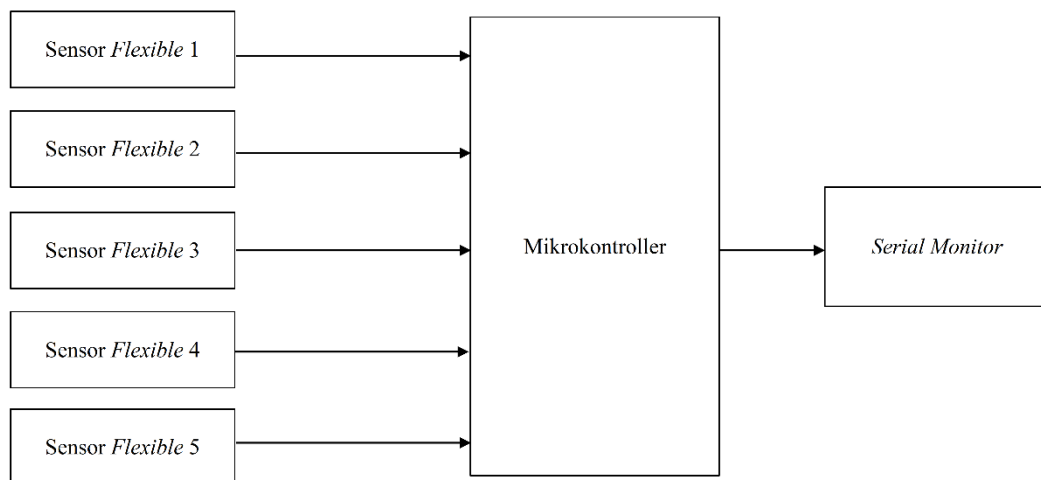 Sensor Flexible 1
Sensor Flexible 2
Sensor Flexible 3
Sensor Flexible 4
Sensor Flexible 5
Mikrokontroller
Serial Monitor